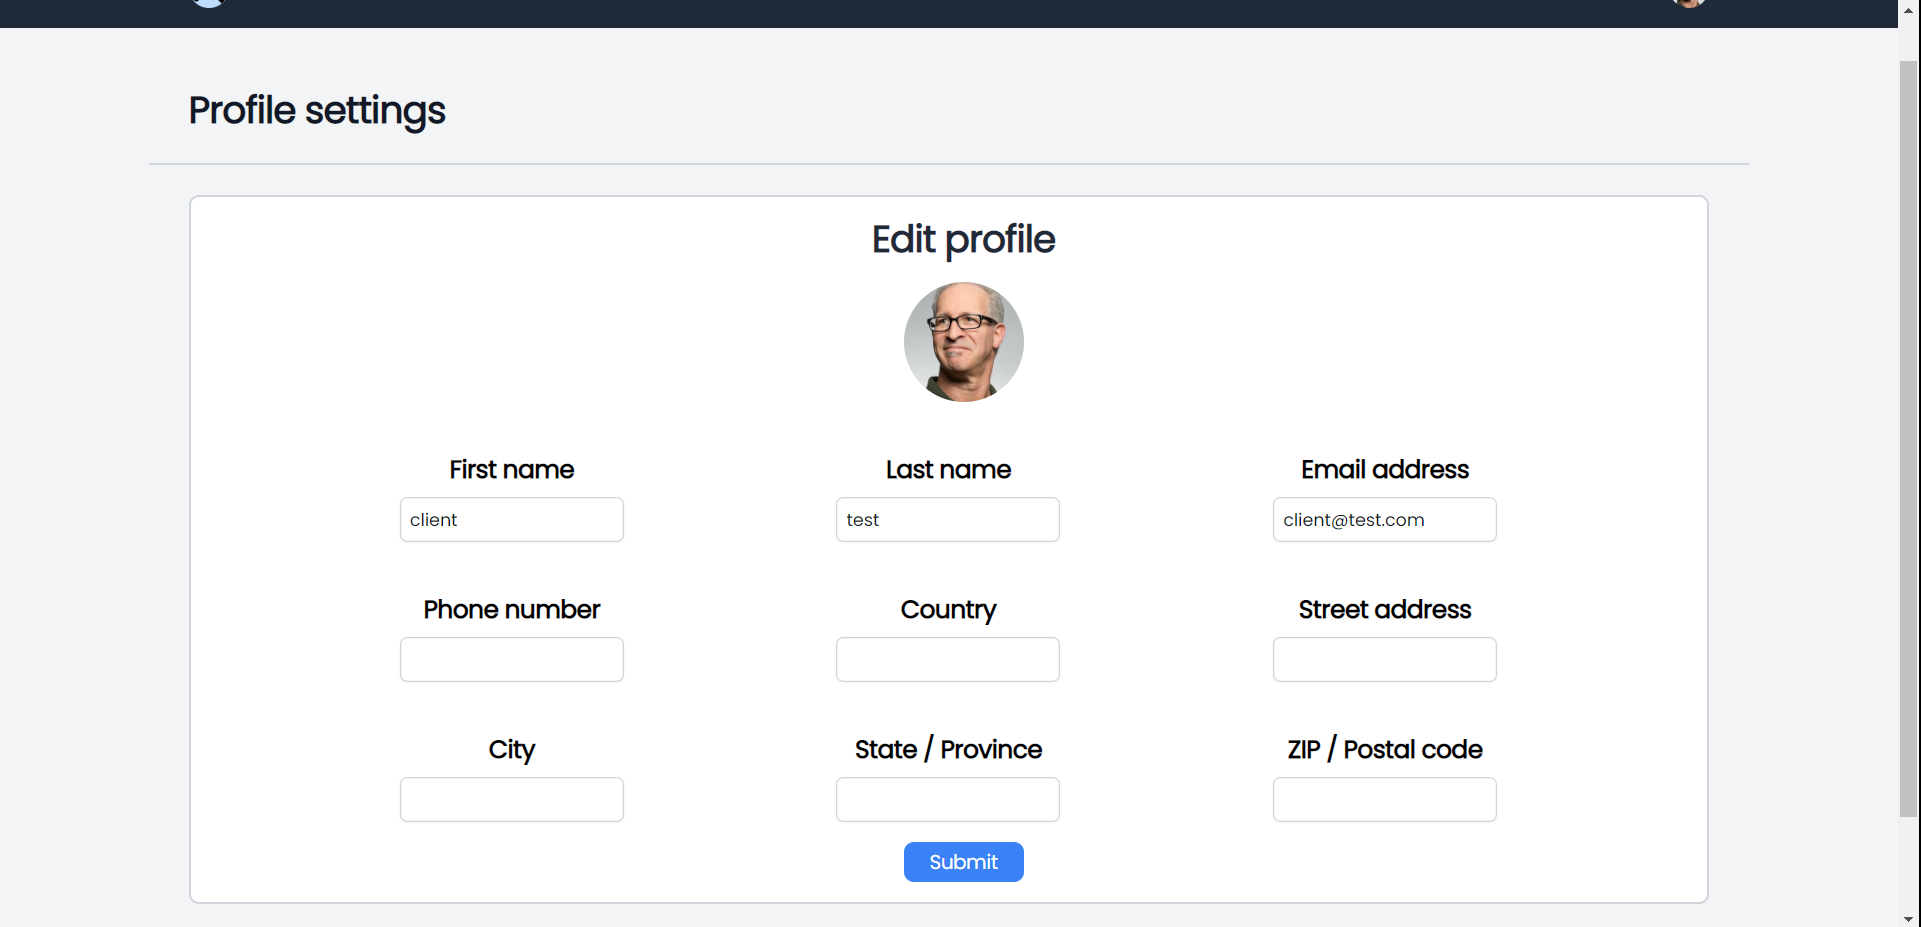 Profile settings
Edit profile
First name
Last name
Email address
client
test
client@test.com
Phone number
Country
Street address
City
State / Province
ZIP / Postal code
Submit